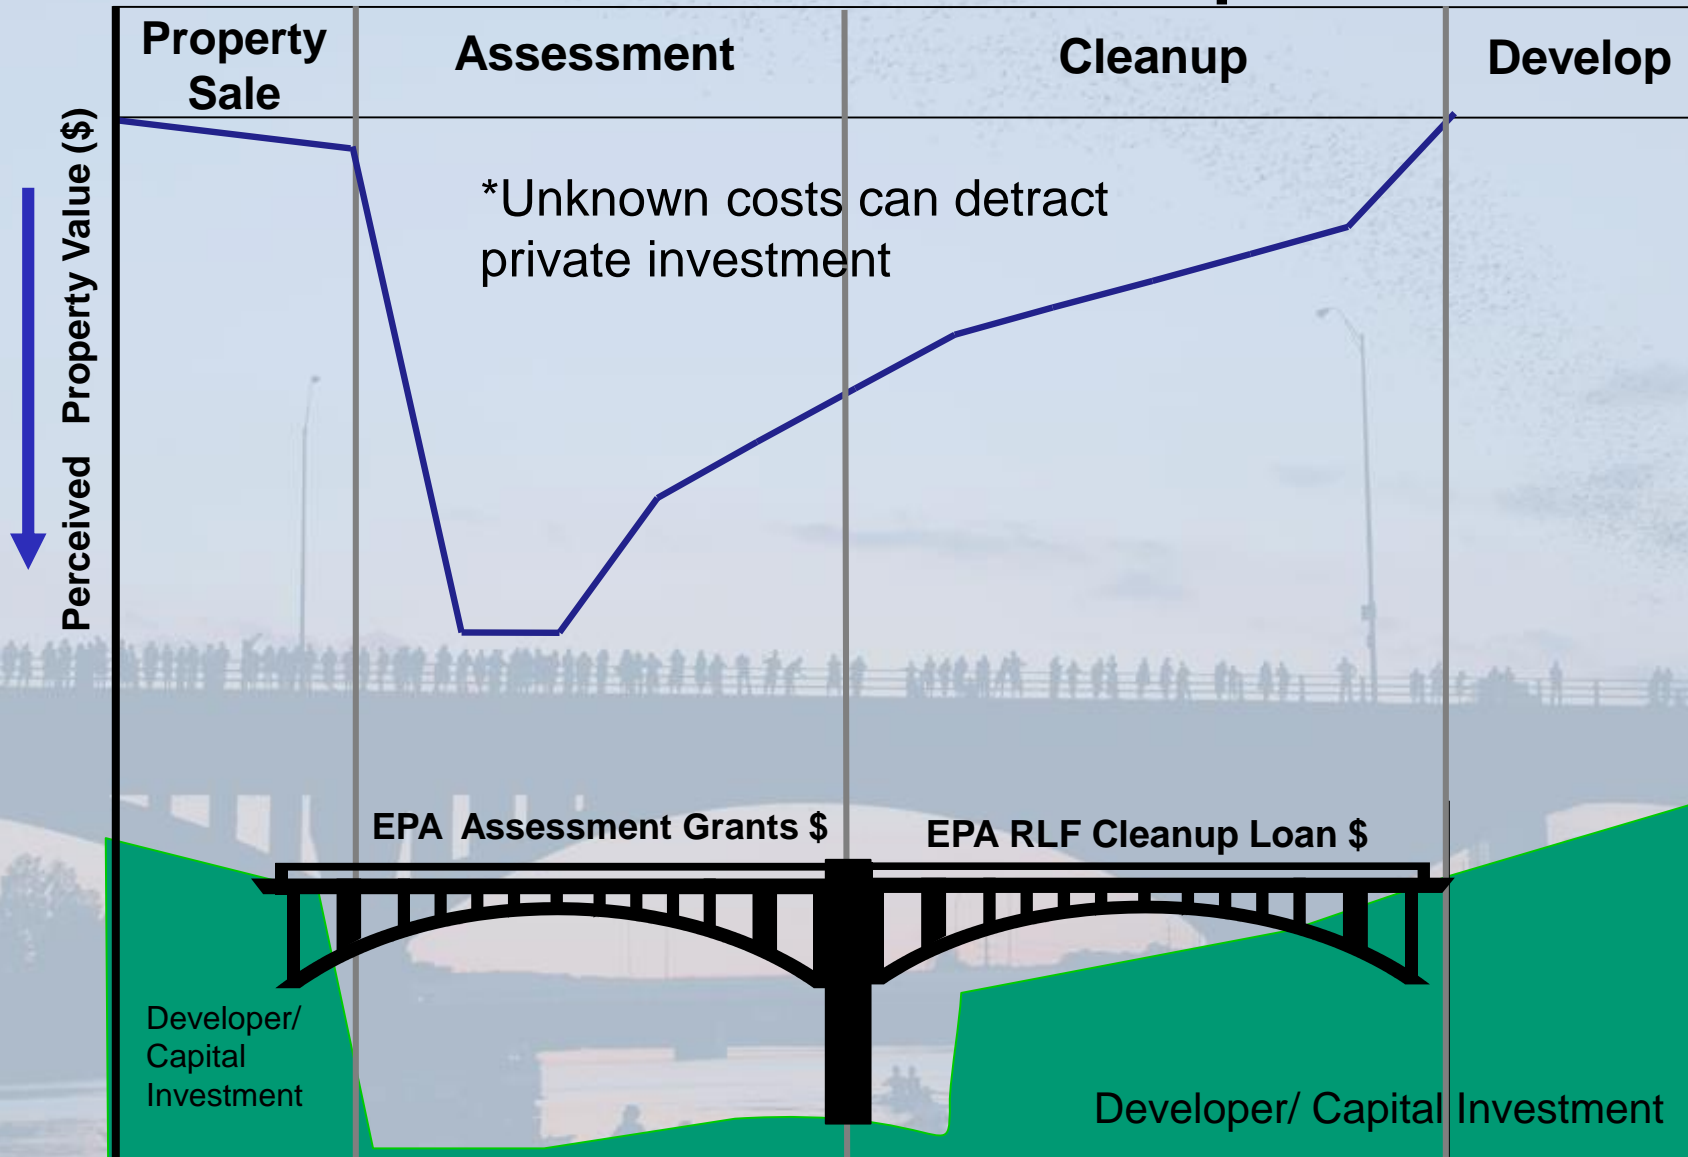 Property
Sale
Assessment
Cleanup
Develop
Perceived Property Value ($)
*Unknown costs can detract
private investment
EPA Assessment Grants $
EPA RLF Cleanup Loan $
Developer/
Capital
Investment
Developer/ Capital Investment